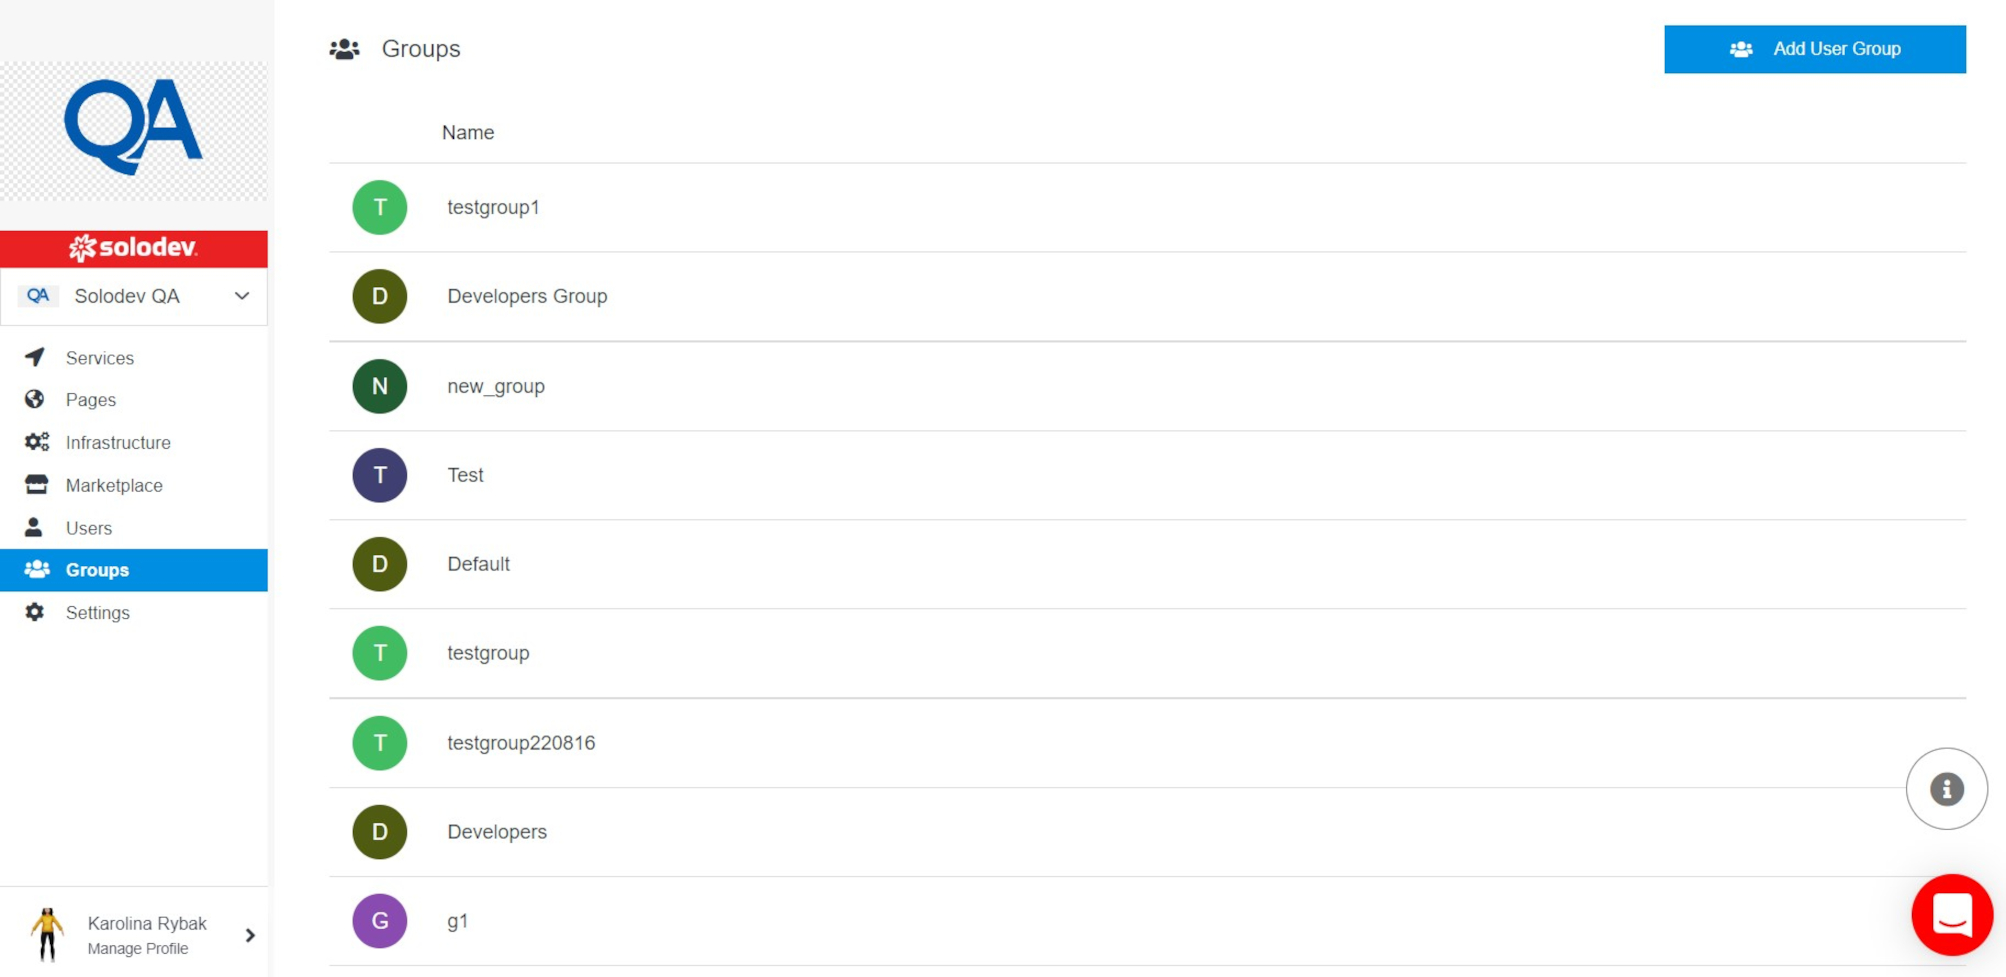 QA
solodev
QA Solodev QA
Services
Pages
Infrastructure
Marketplace
Users
Groups
Settings
Karolina Rybak
Manage Profile
Groups
Add User Group
Name
T testgroup1
D Developers Group
N new_group
T Test
D Default
T testgroup
T testgroup220816
D Developers
G g1